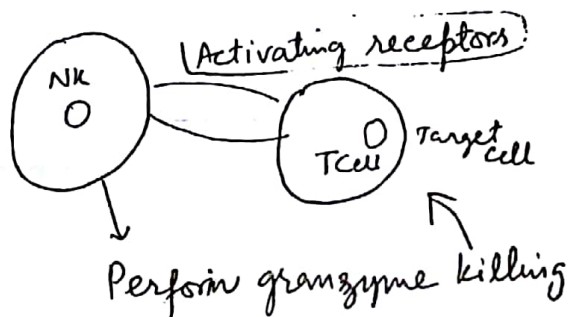 Activating receptors
NK
TCell
Target
cell
Perforin granzyme killing